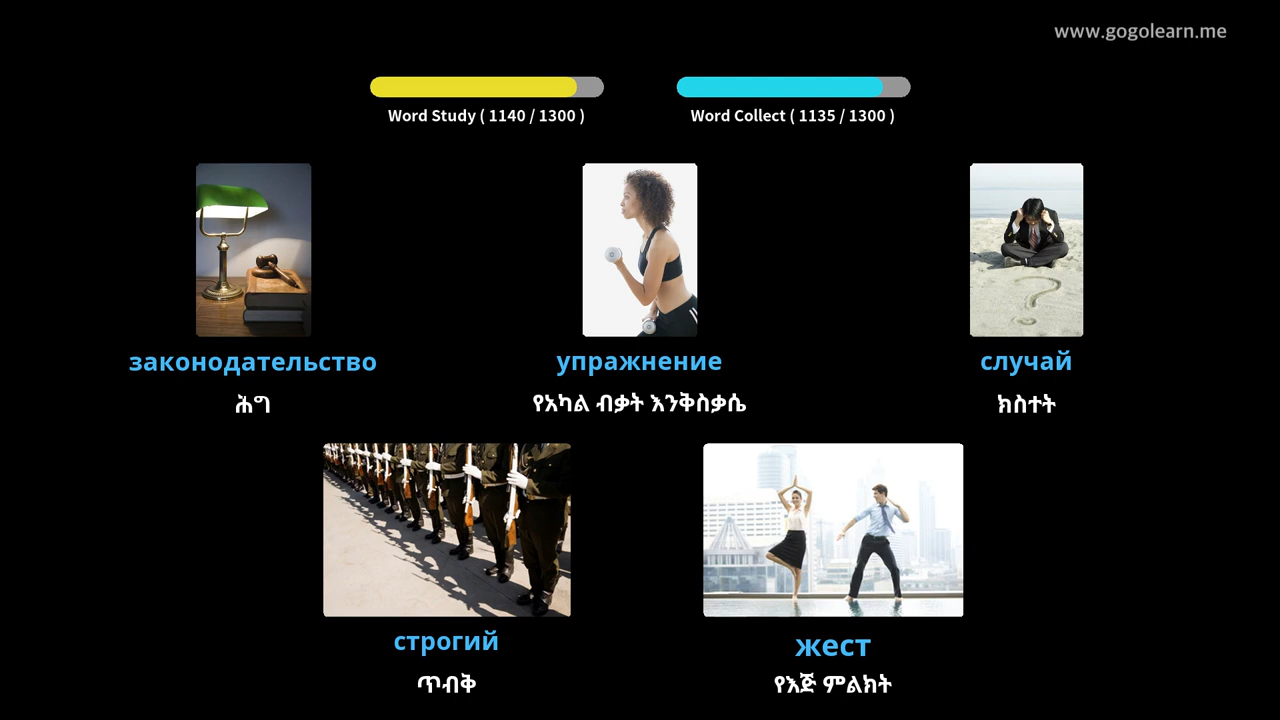 www.gogolearn.me
Word Study ( 1140 / 1300 )
Word Collect ( 1135 / 1300 )
законодательство
упражнение
случай
ሕግ
የአካል ብቃት እንቅስቃሴ
ክስተት
строгий
жест
ጥብቅ
የእጅ ምልክት